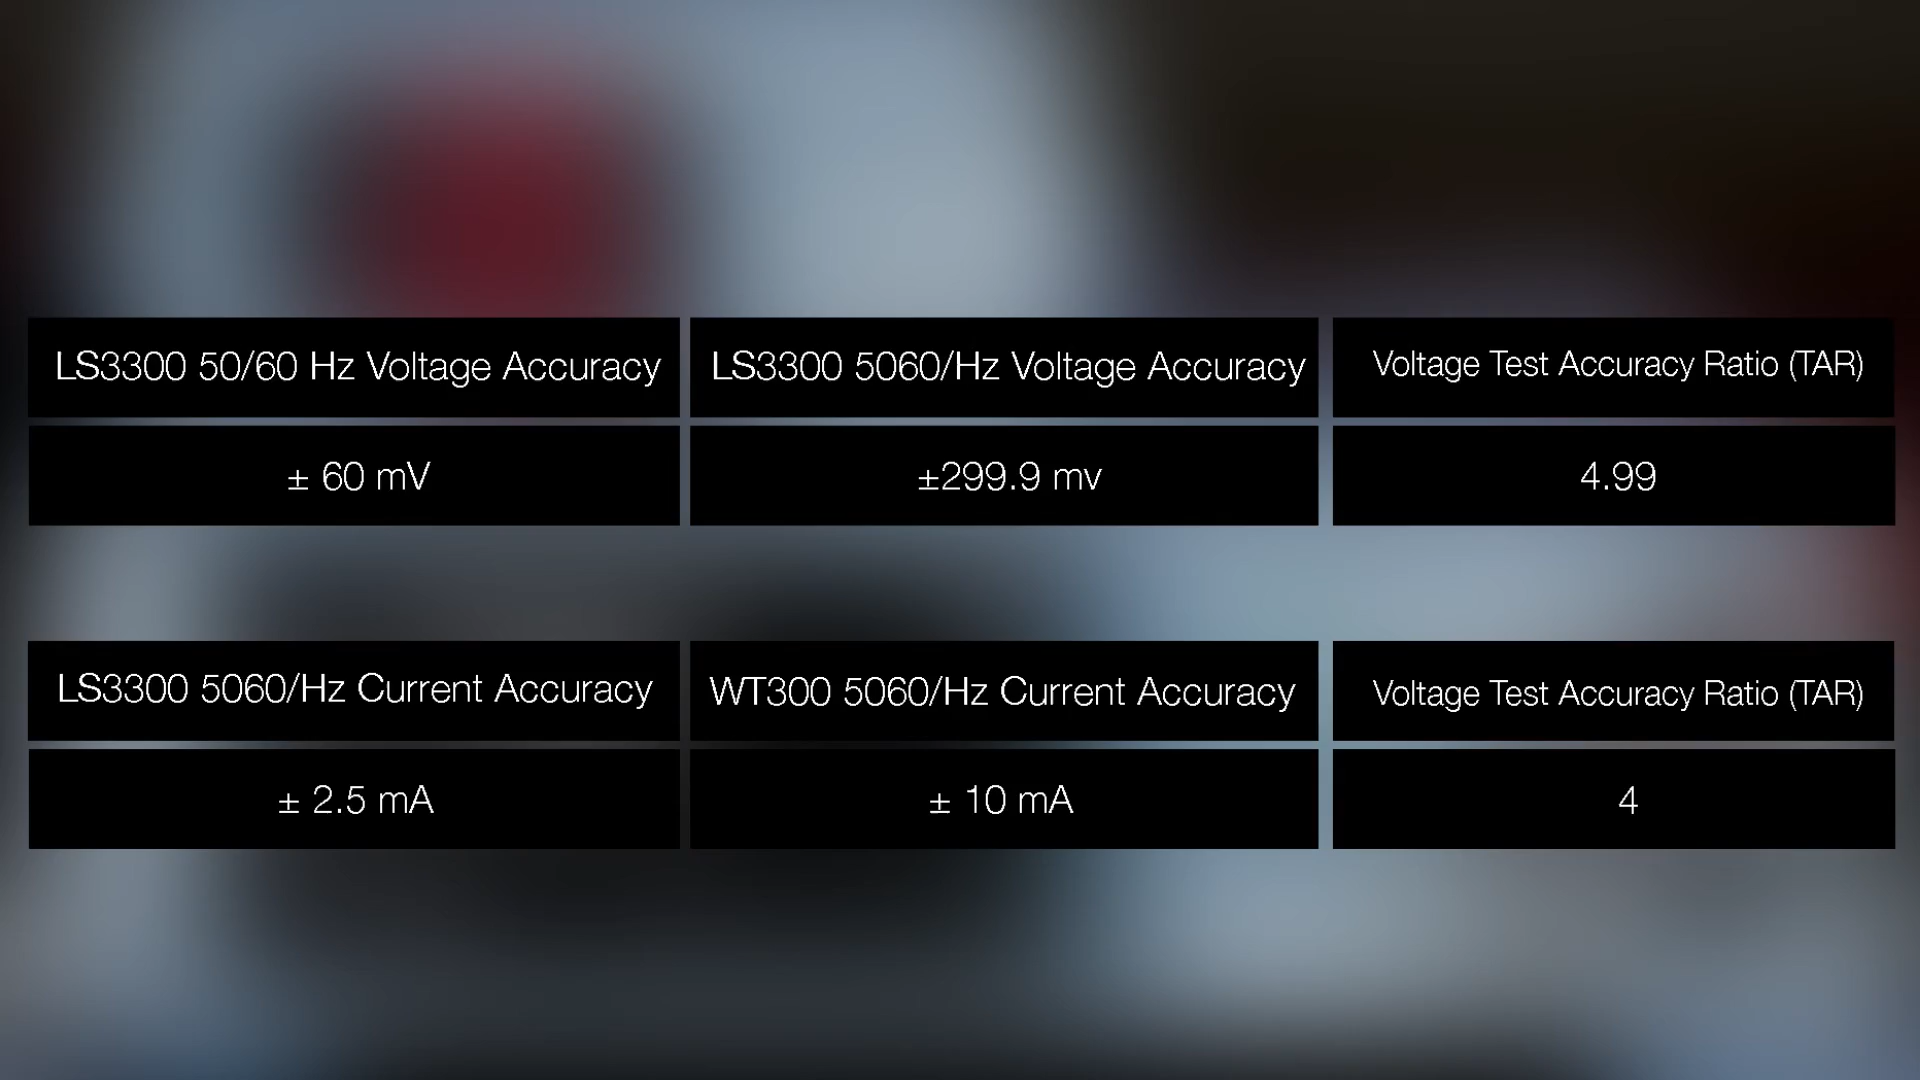 LS3300 50/60 Hz Voltage Accuracy
LS3300 5060/Hz Voltage Accuracy
Voltage Test Accuracy Ratio (TAR)
± 60 mV
±299.9 mv
4.99
LS3300 5060/Hz Current Accuracy
WT300 5060/Hz Current Accuracy
Voltage Test Accuracy Ratio (TAR)
± 2.5 mA
± 10 mA
4